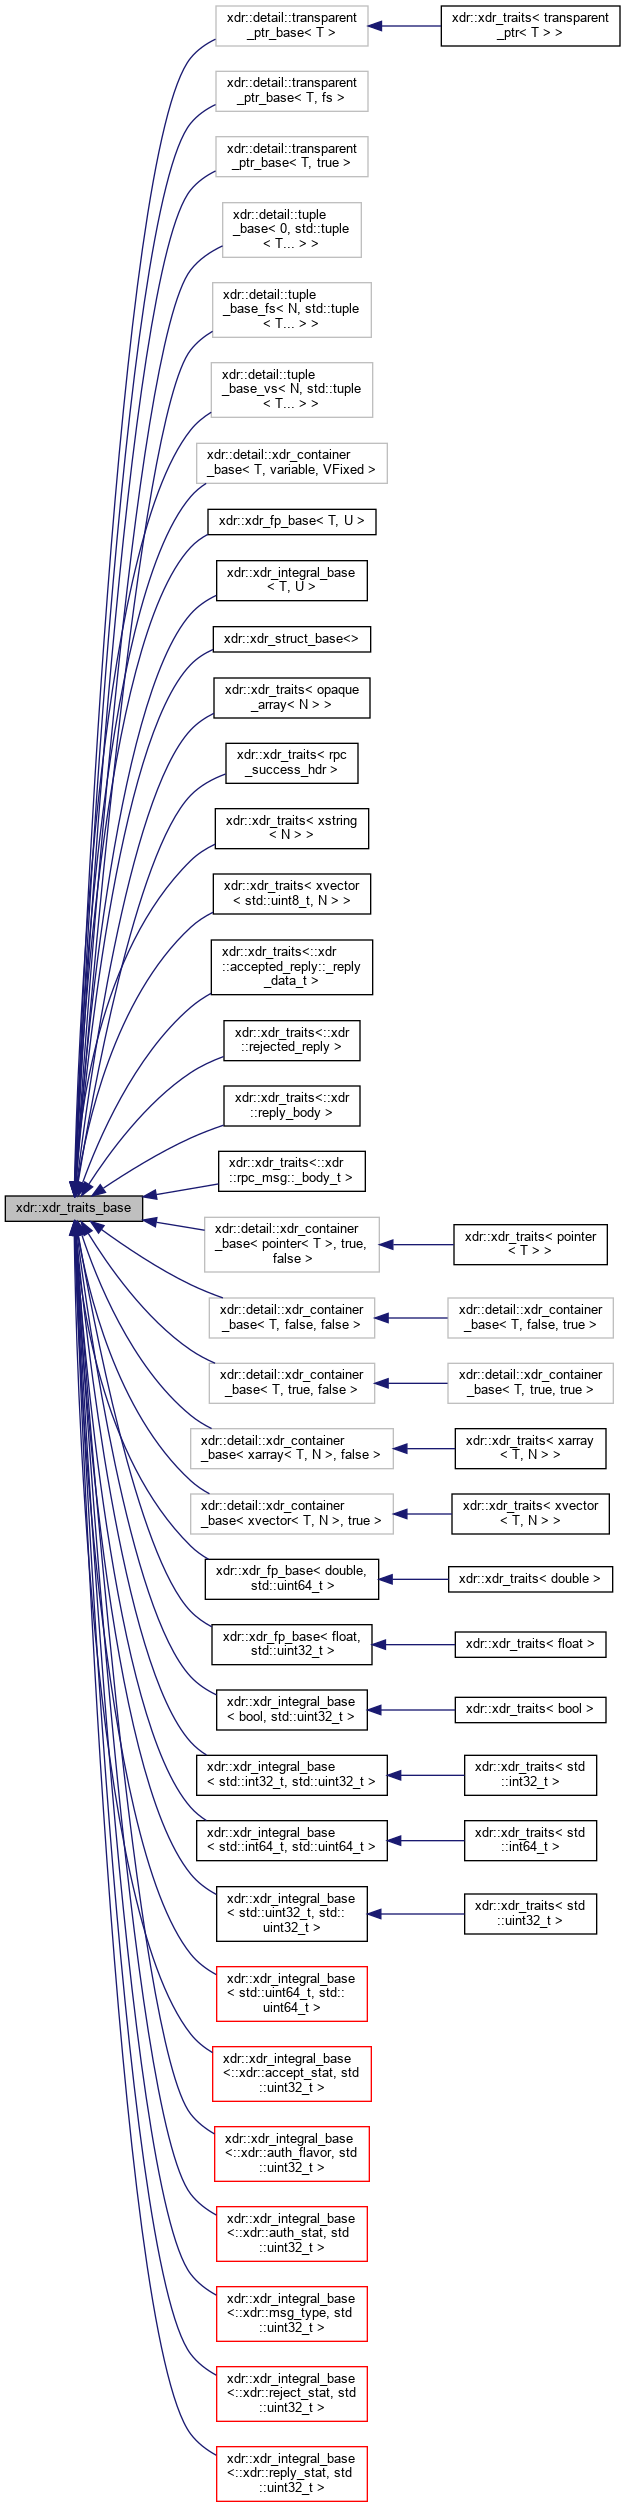 xdr::detail::transparent
_ptr_base< T >
xdr::xdr_traits< transparent
_ptr< T > >
xdr::detail::transparent
_ptr_base< T, fs >
xdr::detail::transparent
_ptr_base< T, true >
xdr::detail::tuple
_base< 0, std::tuple
< T... > >
xdr::detail::tuple
_base_fs< N, std::tuple
< T... > >
xdr::detail::tuple
_base_vs< N, std::tuple
< T... > >
xdr::detail::xdr_container
_base< T, variable, VFixed >
xdr::xdr_fp_base< T, U >
xdr::xdr_integral_base
< T, U >
xdr::xdr_struct_base<>
xdr::xdr_traits< opaque
_array< N > >
xdr::xdr_traits< rpc
_success_hdr >
xdr::xdr_traits< xstring
< N > >
xdr::xdr_traits< xvector
< std::uint8_t, N > >
xdr::xdr_traits<::xdr
::accepted_reply::_reply
_data_t >
xdr::xdr_traits<::xdr
::rejected_reply >
xdr::xdr_traits<::xdr
::reply_body >
xdr::xdr_traits<::xdr
::rpc_msg::_body_t >
xdr::xdr_traits_base
xdr::detail::xdr_container
_base< pointer< T >, true,
false >
xdr::xdr_traits< pointer
< T > >
xdr::detail::xdr_container
_base< T, false, false >
xdr::detail::xdr_container
_base< T, false, true >
xdr::detail::xdr_container
_base< T, true, false >
xdr::detail::xdr_container
_base< T, true, true >
xdr::detail::xdr_container
_base< xarray< T, N >, false >
xdr::xdr_traits< xarray
< T, N > >
xdr::detail::xdr_container
_base< xvector< T, N >, true >
xdr::xdr_traits< xvector
< T, N > >
xdr::xdr_fp_base< double,
std::uint64_t >
xdr::xdr_traits< double >
xdr::xdr_fp_base< float,
std::uint32_t >
xdr::xdr_traits< float >
xdr::xdr_integral_base
< bool, std::uint32_t >
xdr::xdr_traits< bool >
xdr::xdr_integral_base
< std::int32_t, std::uint32_t >
xdr::xdr_traits< std
::int32_t >
xdr::xdr_integral_base
< std::int64_t, std::uint64_t >
xdr::xdr_traits< std
::int64_t >
xdr::xdr_integral_base
< std::uint32_t, std::
uint32_t >
xdr::xdr_traits< std
::uint32_t >
xdr::xdr_integral_base
< std::uint64_t, std::
uint64_t >
xdr::xdr_integral_base
<::xdr::accept_stat, std
::uint32_t >
xdr::xdr_integral_base
<::xdr::auth_flavor, std
::uint32_t >
xdr::xdr_integral_base
<::xdr::auth_stat, std
::uint32_t >
xdr::xdr_integral_base
<::xdr::msg_type, std
::uint32_t >
xdr::xdr_integral_base
<::xdr::reject_stat, std
::uint32_t >
xdr::xdr_integral_base
<::xdr::reply_stat, std
::uint32_t >